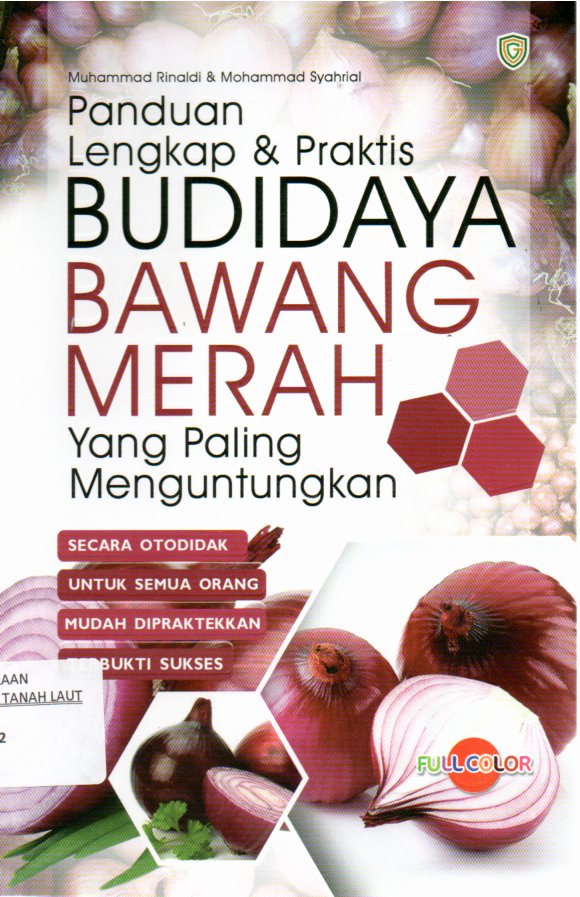 Muhammad Rinaldi & Mohammad Syahrial
Panduan
Lengkap & Praktis
BUDIDAYA
BAWANG
MERAH
Yang Paling
Menguntungkan
SECARA OTODIDAK
UNTUK SEMUA ORANG
MUDAH DIPRAKTEKKAN
TERBUKTI SUKSES
AAN
TANAH LAUT
2
FULL COLOR